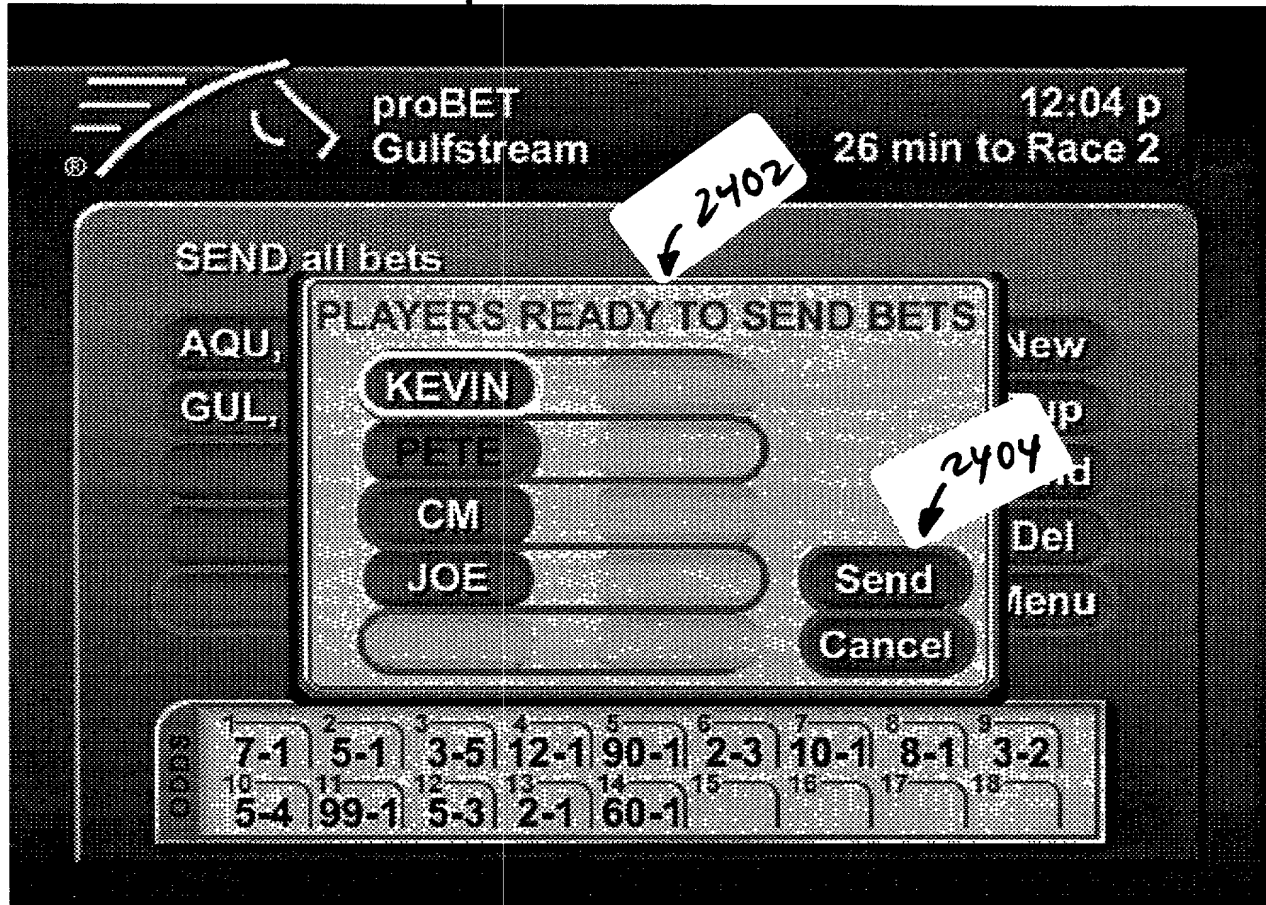 proBET
Gulfstream
12:04 p
26 min to Race 2
®
2402
SEND all bets
PLAYERS READY TO SEND BETS
AQU,
GUL,
KEVIN
PETE
CM
JOE
New
2404
Del
Menu
Send
Cancel
ODDS
1 2 3 4 5 6 7 8 9
7-1 5-1 3-5 12-1 90-1 2-3 10-1 8-1 3-2
10 11 12 13 14 15 16 17 18
5-4 99-1 5-3 2-1 60-1